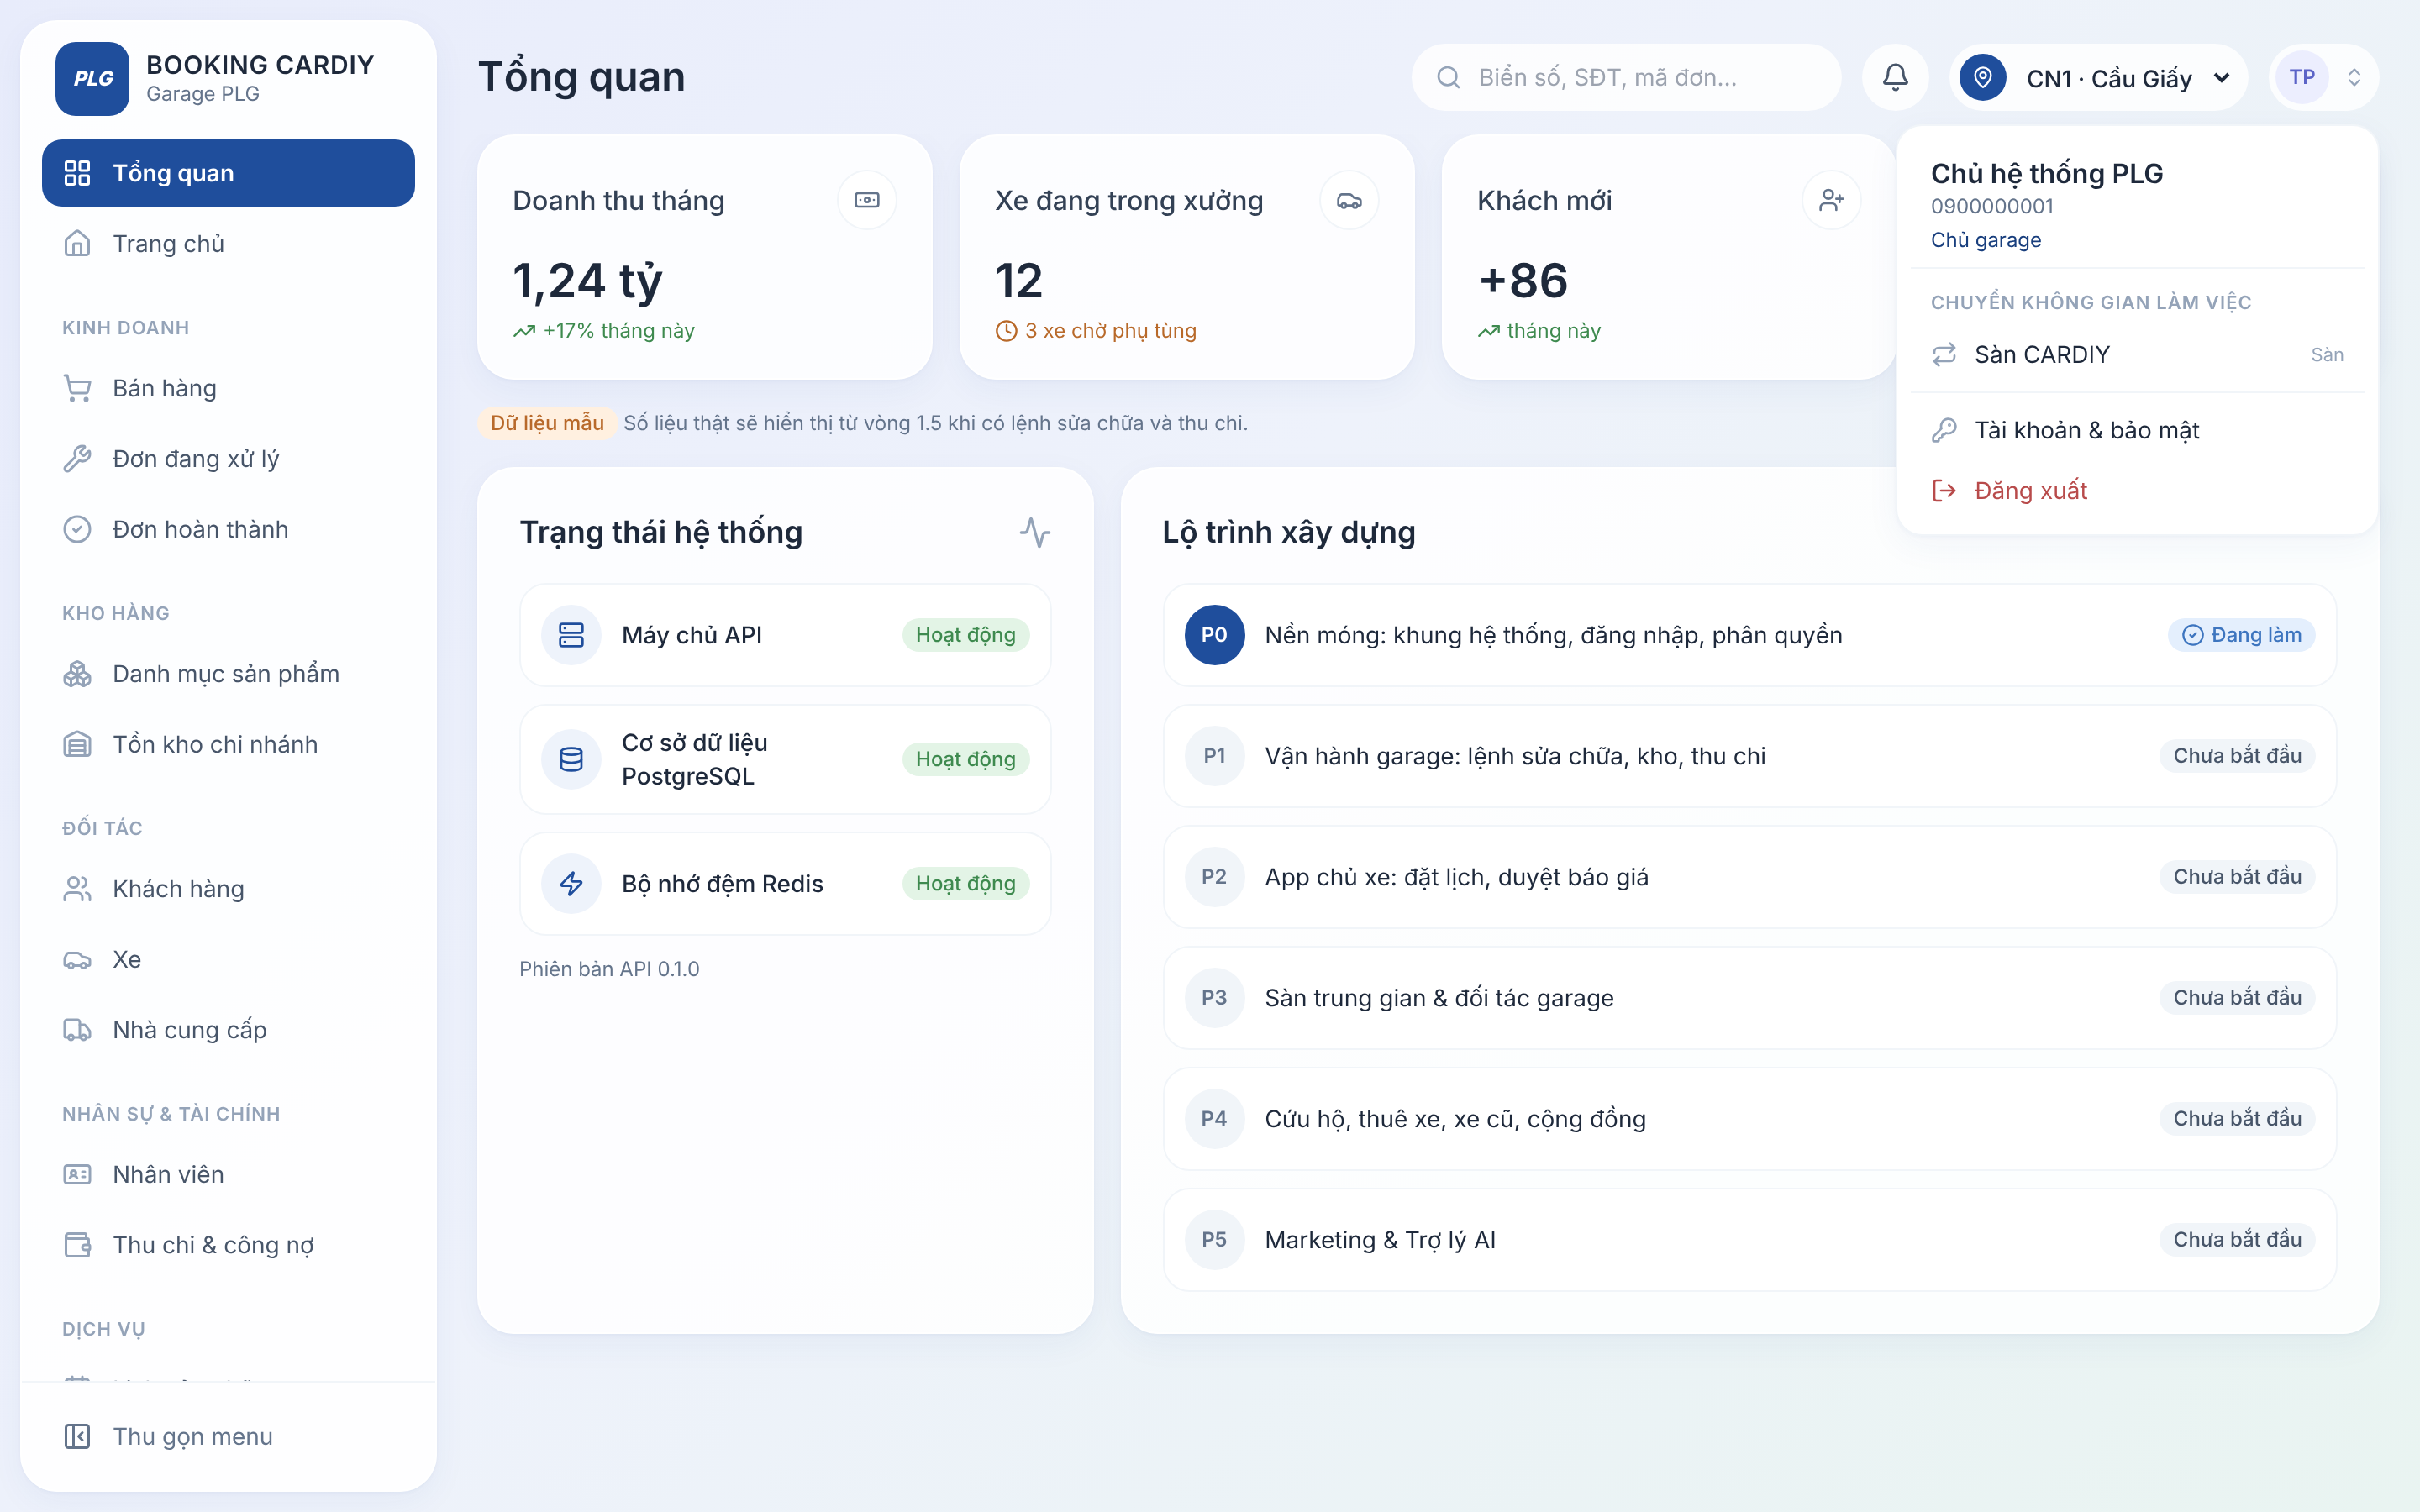 PLG
BOOKING CARDIY
Garage PLG
Tổng quan
Trang chủ
KINH DOANH
Bán hàng
Đơn đang xử lý
Đơn hoàn thành
KHO HÀNG
Danh mục sản phẩm
Tồn kho chi nhánh
ĐỐI TÁC
Khách hàng
Xe
Nhà cung cấp
NHÂN SỰ & TÀI CHÍNH
Nhân viên
Thu chi & công nợ
DỊCH VỤ
Thu gọn menu
Tổng quan
Biển số, SĐT, mã đơn...
CN1 · Cầu Giấy
TP
Doanh thu tháng
1,24 tỷ
+17% tháng này
Xe đang trong xưởng
12
3 xe chờ phụ tùng
Khách mới
+86
tháng này
Chủ hệ thống PLG
0900000001
Chủ garage
CHUYỂN KHÔNG GIAN LÀM VIỆC
Sàn CARDIY Sàn
Tài khoản & bảo mật
Đăng xuất
Dữ liệu mẫu Số liệu thật sẽ hiển thị từ vòng 1.5 khi có lệnh sửa chữa và thu chi.
Trạng thái hệ thống
Máy chủ API Hoạt động
Cơ sở dữ liệu
PostgreSQL Hoạt động
Bộ nhớ đệm Redis Hoạt động
Phiên bản API 0.1.0
Lộ trình xây dựng
P0 Nền móng: khung hệ thống, đăng nhập, phân quyền Đang làm
P1 Vận hành garage: lệnh sửa chữa, kho, thu chi Chưa bắt đầu
P2 App chủ xe: đặt lịch, duyệt báo giá Chưa bắt đầu
P3 Sàn trung gian & đối tác garage Chưa bắt đầu
P4 Cứu hộ, thuê xe, xe cũ, cộng đồng Chưa bắt đầu
P5 Marketing & Trợ lý AI Chưa bắt đầu